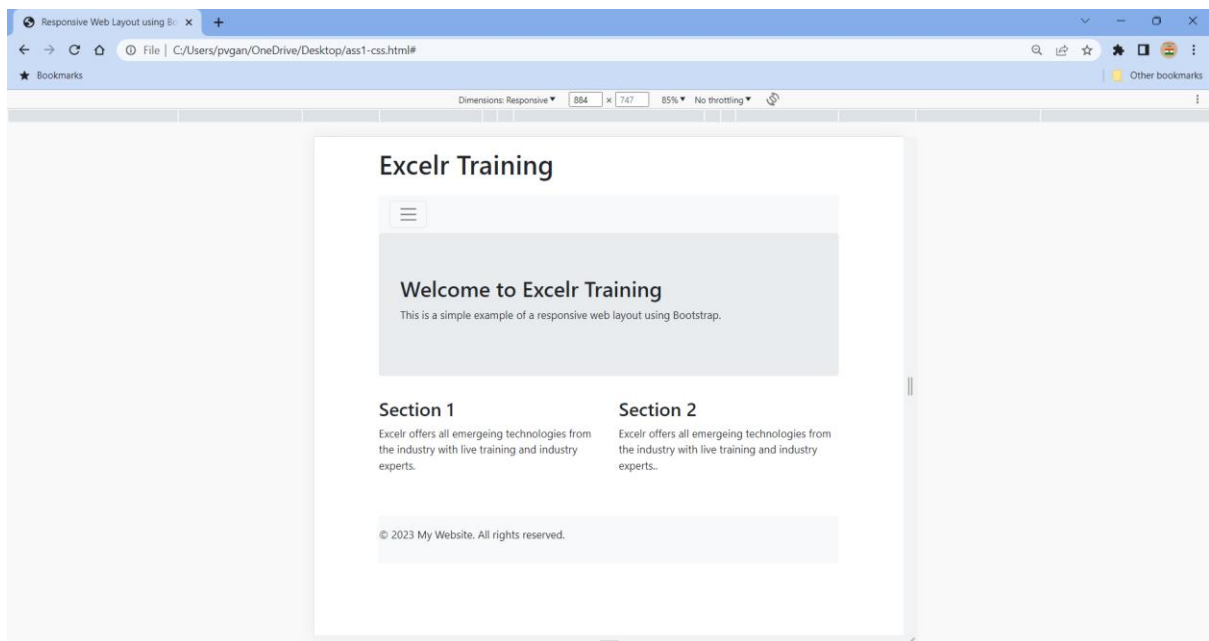 Responsive Web Layout using Bo
File | C:/Users/pvgan/OneDrive/Desktop/ass1-css.html#
Bookmarks
Other bookmarks
Dimensions: Responsive ▼ 884 × 747 85% ▼ No throttling ▼
Excelr Training
Welcome to Excelr Training
This is a simple example of a responsive web layout using Bootstrap.
Section 1
Excelr offers all emergeing technologies from
the industry with live training and industry
experts.
Section 2
Excelr offers all emergeing technologies from
the industry with live training and industry
experts..
© 2023 My Website. All rights reserved.